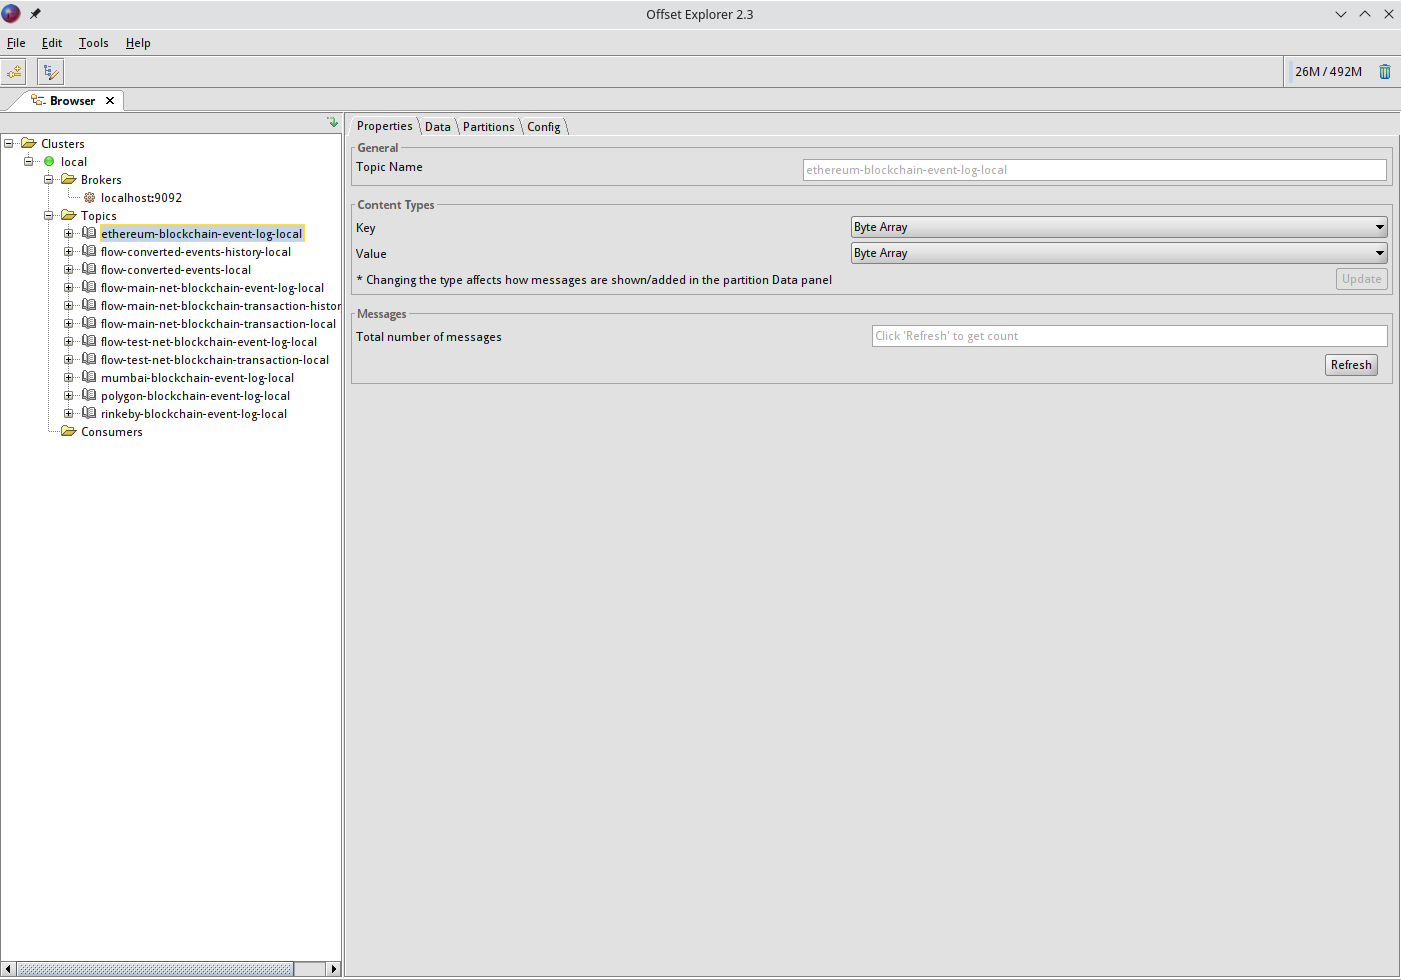 Offset Explorer 2.3
File Edit Tools Help
26M / 492M
Browser
Clusters
local
Brokers
localhost:9092
Topics
ethereum-blockchain-event-log-local
flow-converted-events-history-local
flow-converted-events-local
flow-main-net-blockchain-event-log-local
flow-main-net-blockchain-transaction-histor
flow-main-net-blockchain-transaction-local
flow-test-net-blockchain-event-log-local
flow-test-net-blockchain-transaction-local
mumbai-blockchain-event-log-local
polygon-blockchain-event-log-local
rinkeby-blockchain-event-log-local
Consumers
Properties Data Partitions Config
General
Topic Name ethereum-blockchain-event-log-local
Content Types
Key Byte Array
Value Byte Array
* Changing the type affects how messages are shown/added in the partition Data panel Update
Messages
Total number of messages Click 'Refresh' to get count
Refresh